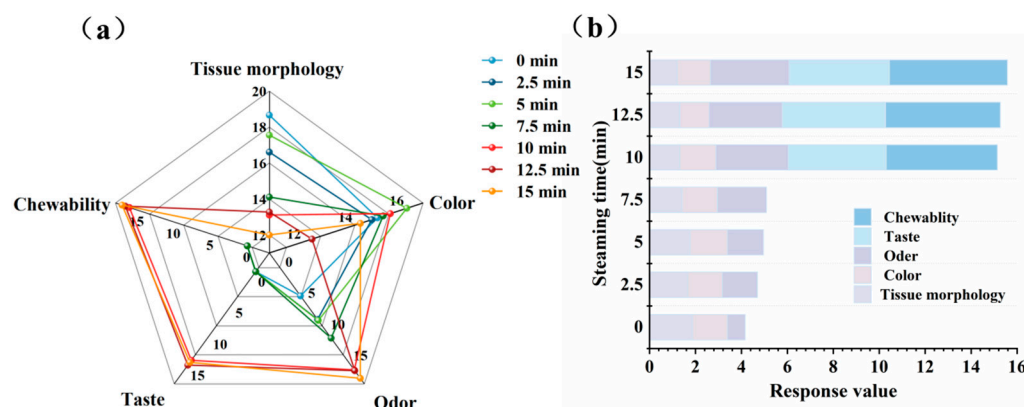 (a)
Tissue morphology
20
18
16
14
12
Color
16
14
12
0
Chewability
15
10
5
0
Taste
15
10
5
0
Odor
15
10
5
0 min
2.5 min
5 min
7.5 min
10 min
12.5 min
15 min
(b)
Steaming time(min)
15
12.5
10
7.5
5
2.5
0
Chewablity
Taste
Oder
Color
Tissue morphology
0 2 4 6 8 10 12 14 16
Response value